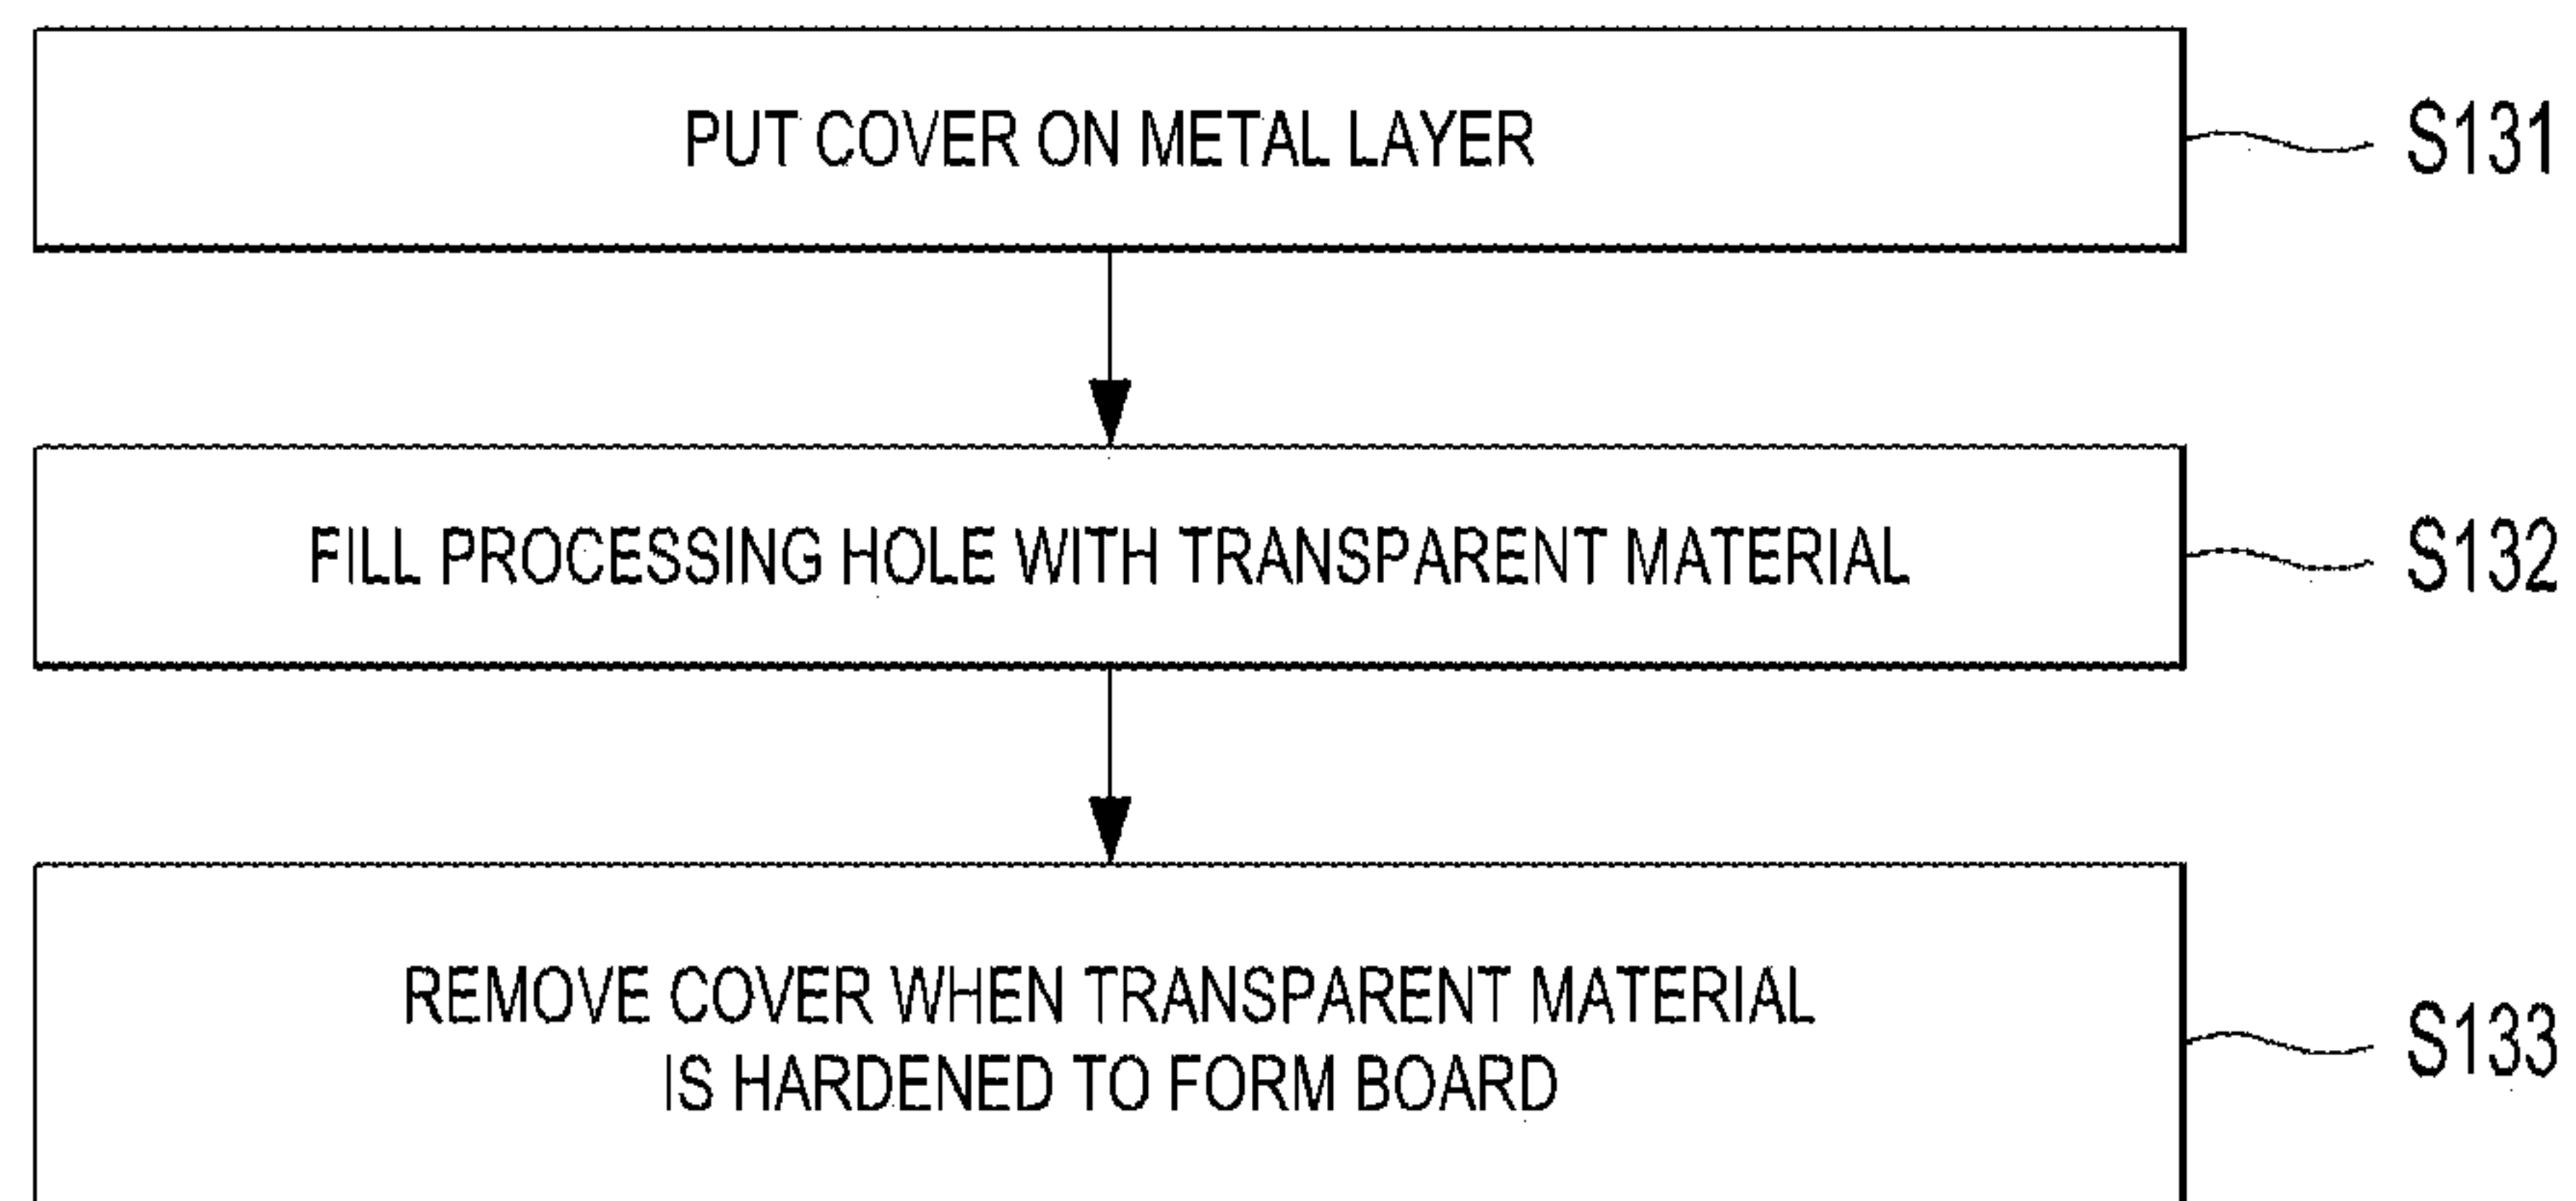 PUT COVER ON METAL LAYER
S131
FILL PROCESSING HOLE WITH TRANSPARENT MATERIAL
S132
REMOVE COVER WHEN TRANSPARENT MATERIAL
IS HARDENED TO FORM BOARD
S133